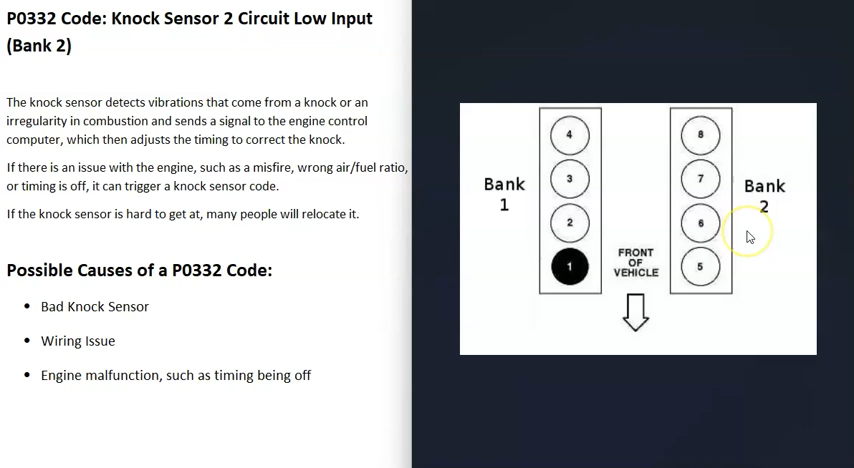 P0332 Code: Knock Sensor 2 Circuit Low Input
(Bank 2)
The knock sensor detects vibrations that come from a knock or an
irregularity in combustion and sends a signal to the engine control
computer, which then adjusts the timing to correct the knock.
If there is an issue with the engine, such as a misfire, wrong air/fuel ratio,
or timing is off, it can trigger a knock sensor code.
If the knock sensor is hard to get at, many people will relocate it.
Possible Causes of a P0332 Code:
• Bad Knock Sensor
• Wiring Issue
• Engine malfunction, such as timing being off
Bank
1
4
3
2
1
FRONT
OF
VEHICLE
8
7
6
5
Bank
2